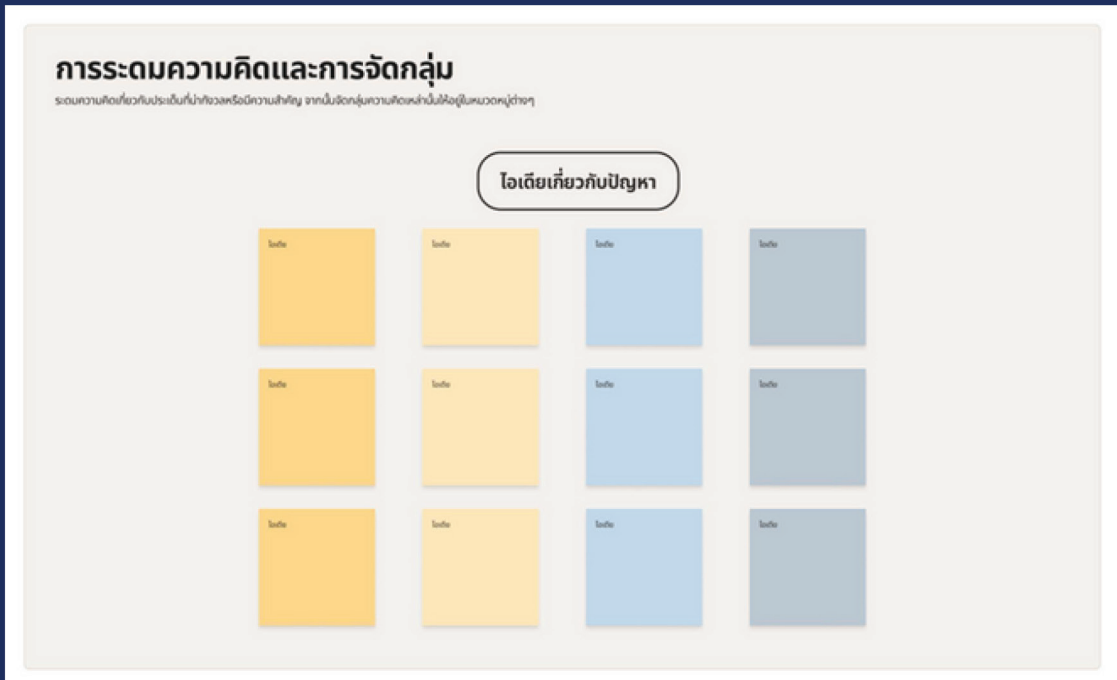 การระดมความคิดและการจัดกลุ่ม
ระดมความคิดเกี่ยวกับประเด็นที่น่ากังวลหรือมีความสำคัญ จากนั้นจัดกลุ่มความคิดเหล่านั้นให้อยู่ในหมวดหมู่ต่างๆ
ไอเดียเกี่ยวกับปัญหา
ไอเดีย ไอเดีย ไอเดีย ไอเดีย
ไอเดีย ไอเดีย ไอเดีย ไอเดีย
ไอเดีย ไอเดีย ไอเดีย ไอเดีย